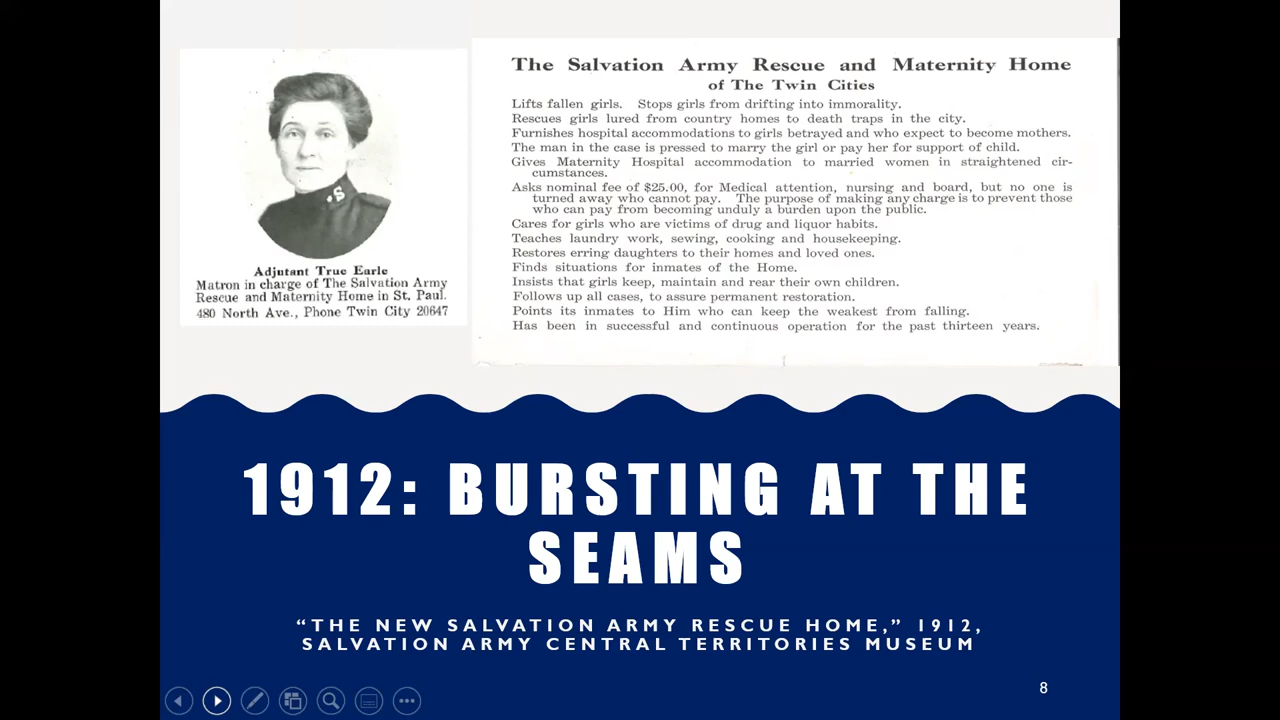 Adjutant True Earle
Matron in charge of The Salvation Army
Rescue and Maternity Home in St. Paul.
480 North Ave., Phone Twin City 20647
The Salvation Army Rescue and Maternity Home
of The Twin Cities
Lifts fallen girls. Stops girls from drifting into immorality.
Rescues girls lured from country homes to death traps in the city.
Furnishes hospital accommodations to girls betrayed and who expect to become mothers.
The man in the case is pressed to marry the girl or pay her for support of child.
Gives Maternity Hospital accommodation to married women in straightened cir-
cumstances.
Asks nominal fee of $25.00, for Medical attention, nursing and board, but no one is
turned away who cannot pay. The purpose of making any charge is to prevent those
who can pay from becoming unduly a burden upon the public.
Cares for girls who are victims of drug and liquor habits.
Teaches laundry work, sewing, cooking and housekeeping.
Restores erring daughters to their homes and loved ones.
Finds situations for inmates of the Home.
Insists that girls keep, maintain and rear their own children.
Follows up all cases, to assure permanent restoration.
Points its inmates to Him who can keep the weakest from falling.
Has been in successful and continuous operation for the past thirteen years.
1912: BURSTING AT THE
SEAMS
“THE NEW SALVATION ARMY RESCUE HOME,” 1912,
SALVATION ARMY CENTRAL TERRITORIES MUSEUM
8